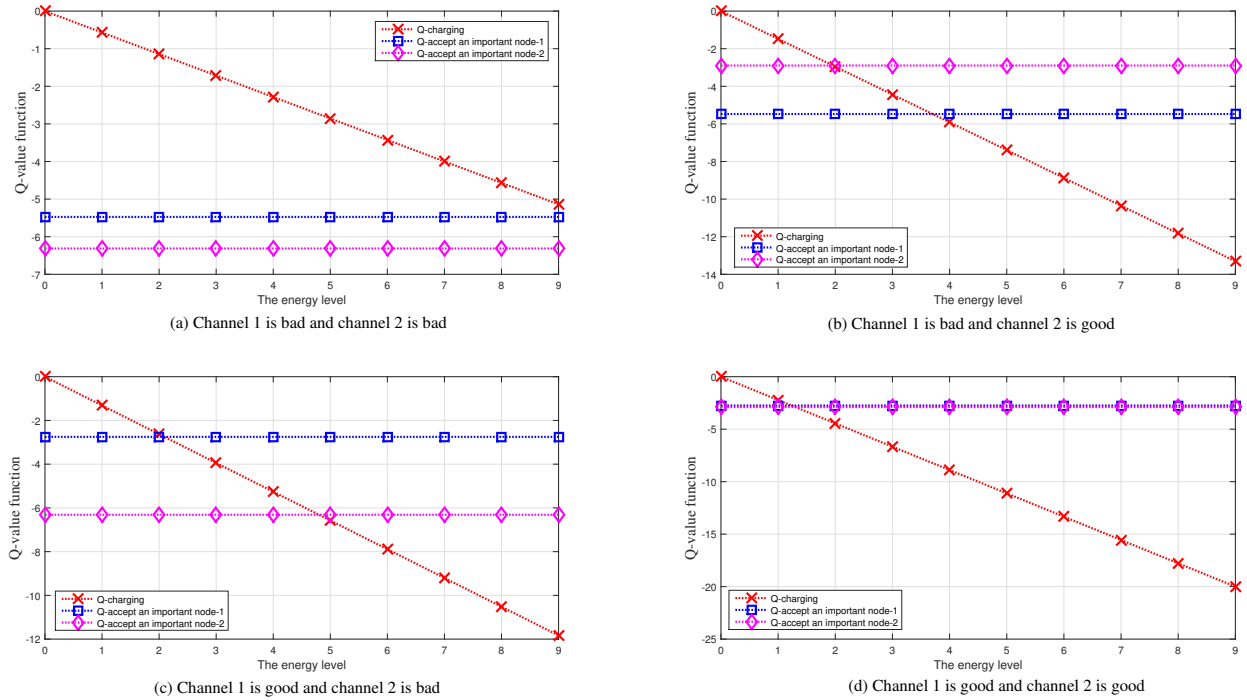 0
-1
-2
-3
-4
-5
-6
-7
Q-value function
Q-charging
Q-accept an important node-1
Q-accept an important node-2
0 1 2 3 4 5 6 7 8 9
The energy level
(a) Channel 1 is bad and channel 2 is bad
0
-2
-4
-6
-8
-10
-12
-14
Q-value function
Q-charging
Q-accept an important node-1
Q-accept an important node-2
0 1 2 3 4 5 6 7 8 9
The energy level
(b) Channel 1 is bad and channel 2 is good
0
-2
-4
-6
-8
-10
-12
Q-value function
Q-charging
Q-accept an important node-1
Q-accept an important node-2
0 1 2 3 4 5 6 7 8 9
The energy level
(c) Channel 1 is good and channel 2 is bad
0
-5
-10
-15
-20
-25
Q-value function
Q-charging
Q-accept an important node-1
Q-accept an important node-2
0 1 2 3 4 5 6 7 8 9
The energy level
(d) Channel 1 is good and channel 2 is good